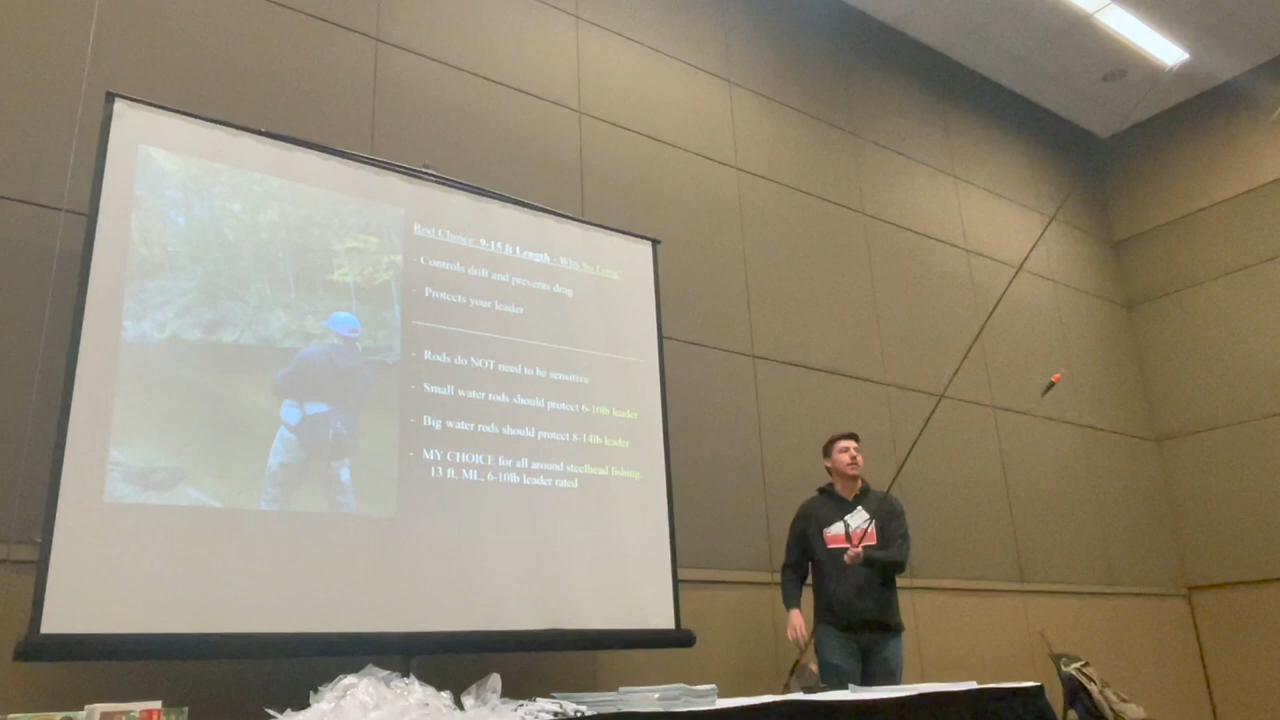 Rod Choice: 9-15 ft Length - Why So Long?
- Controls drift and prevents drag
- Protects your leader
- Rods do NOT need to be sensitive
- Small water rods should protect 6-10lb leader
- Big water rods should protect 8-14lb leader
- MY CHOICE for all around steelhead fishing.
13 ft, ML, 6-10lb leader rated